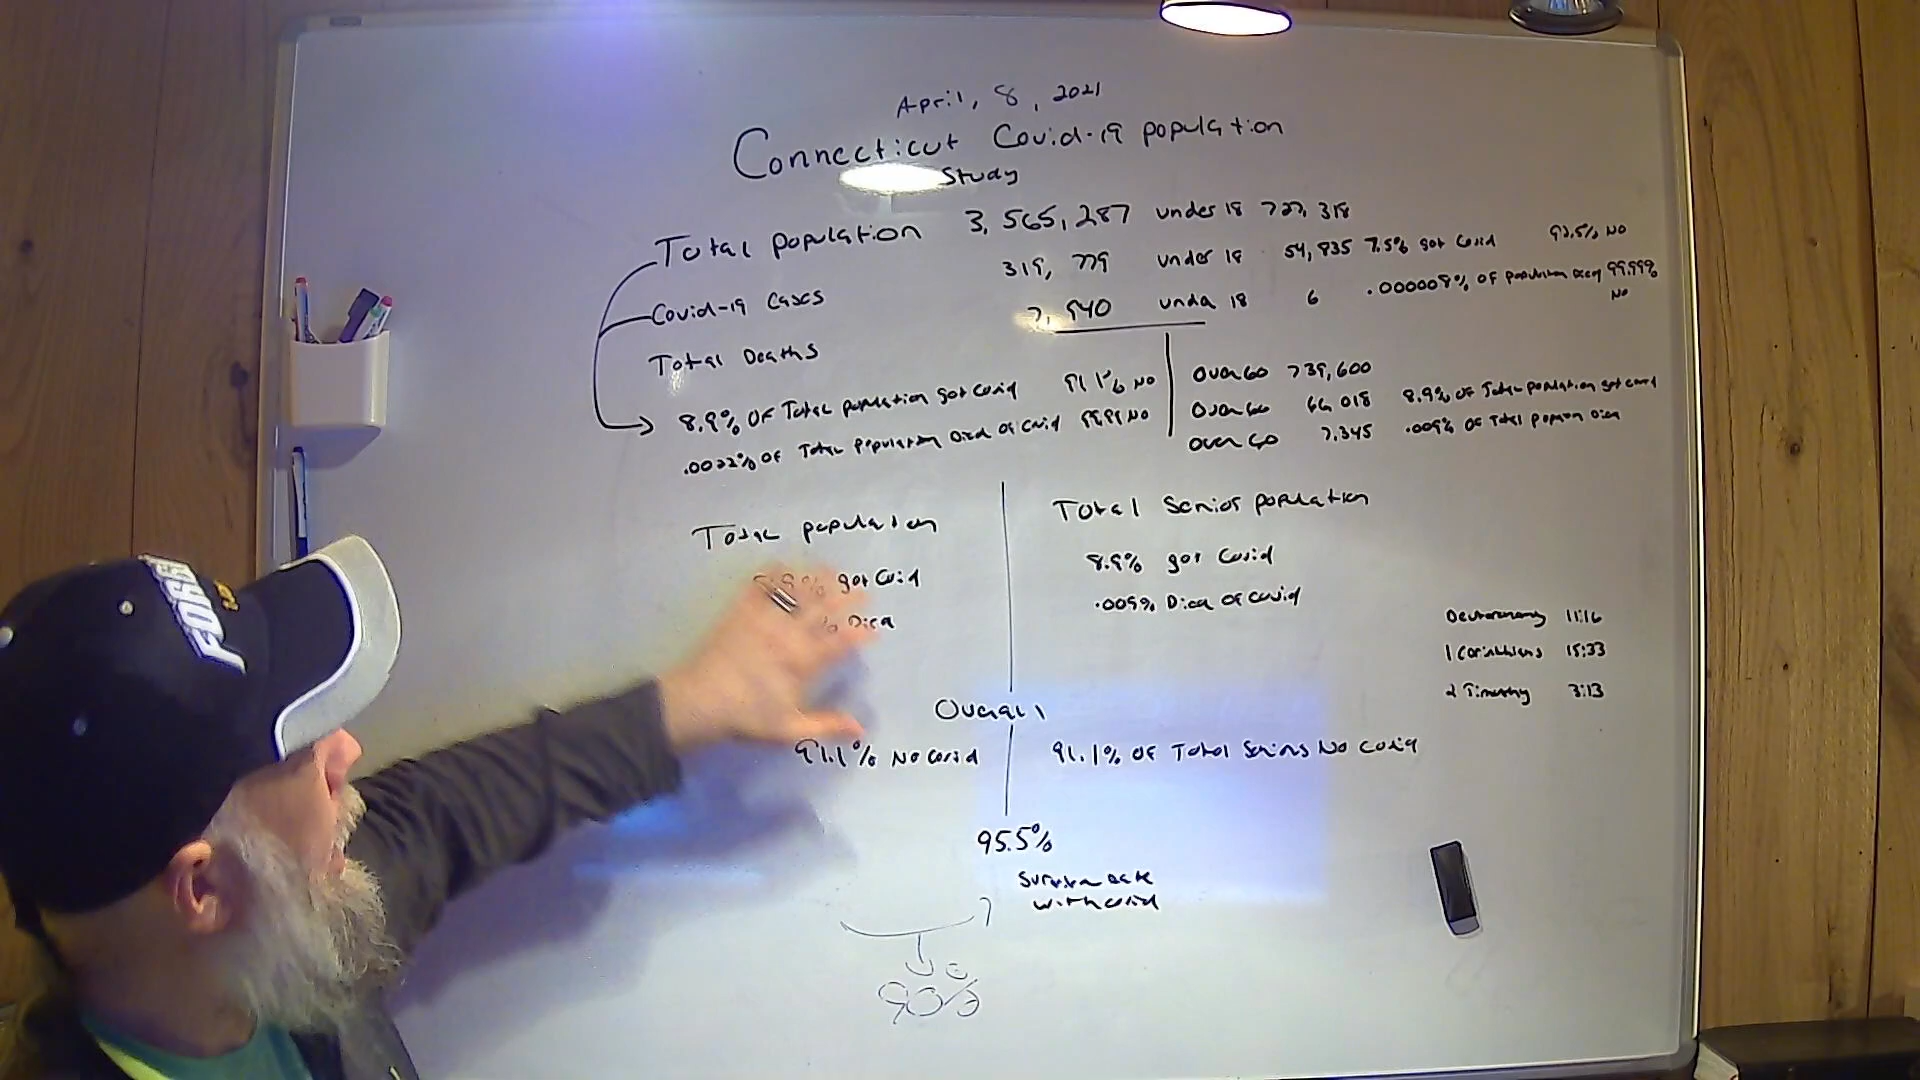 April, 8, 2021
Connecticut Covid-19 population
Study
Total population 3,565,287 under 18 727,318
Covid-19 Cases 319,779 under 18 54,835 7.5% got Covid 92.5% No
Total Deaths 7,940 under 18 6 .000008% OF population Died 99.99% No
8.9% OF Total population got covid 91.1% No
.0022% OF Total population Died of Covid 99.99 No
Over 60 739,600
Over 60 66,018 8.9% OF Total population got covid
over 60 7,345 .009% OF Total Died
Total population
got Covid
% Died
Total Senior population
8.9% got Covid
.009% Died of covid
Deuteronomy 11:16
1 Corinthians 15:33
2 Timothy 3:13
Overall
91.1% No Covid
91.1% OF Total Seniors No Covid
95.5%
Survival Rate
with covid